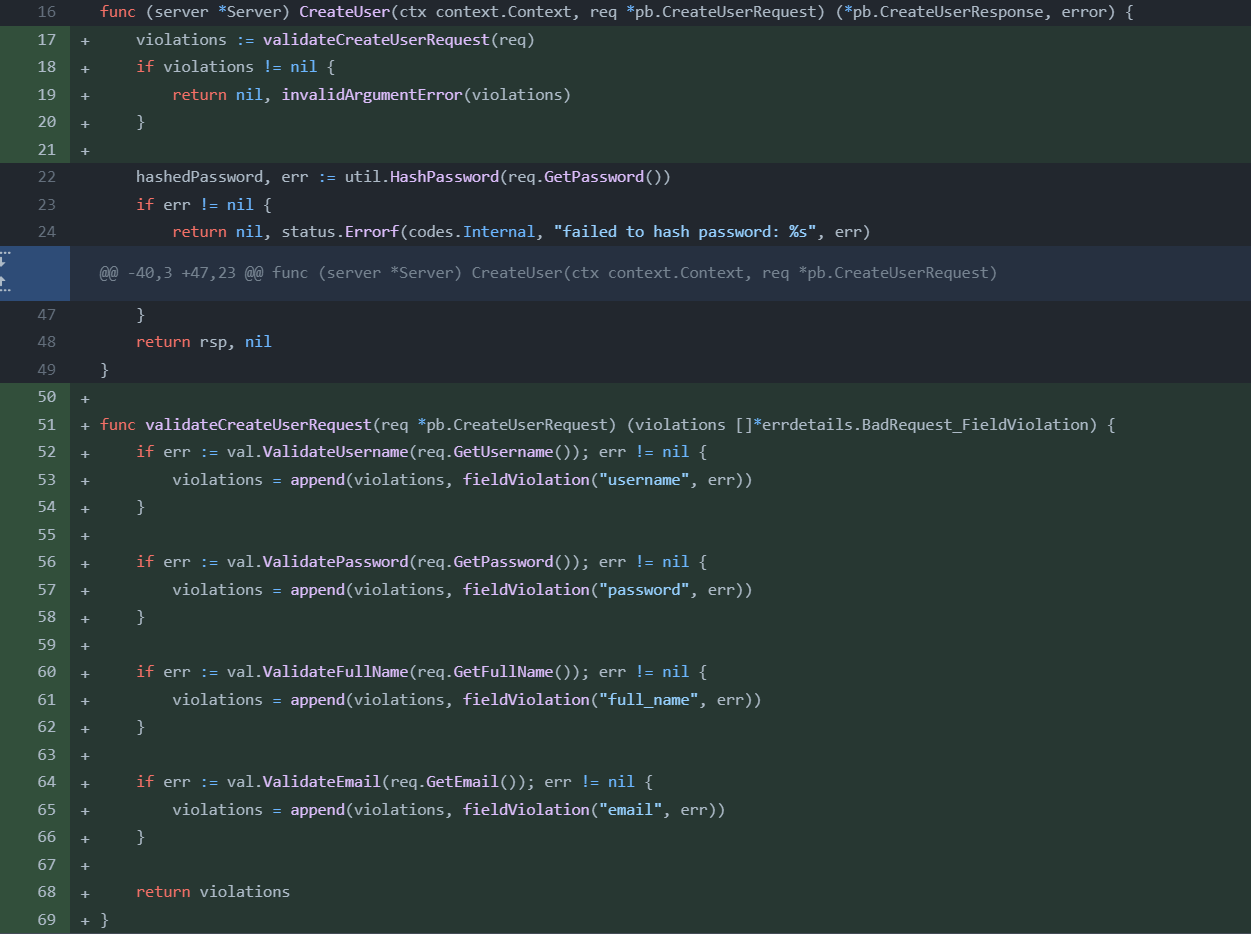 16 func (server *Server) CreateUser(ctx context.Context, req *pb.CreateUserRequest) (*pb.CreateUserResponse, error) {
17 + violations := validateCreateUserRequest(req)
18 + if violations != nil {
19 + return nil, invalidArgumentError(violations)
20 + }
21 +
22 hashedPassword, err := util.HashPassword(req.GetPassword())
23 if err != nil {
24 return nil, status.Errorf(codes.Internal, "failed to hash password: %s", err)
@@ -40,3 +47,23 @@ func (server *Server) CreateUser(ctx context.Context, req *pb.CreateUserRequest)
47 }
48 return rsp, nil
49 }
50 +
51 + func validateCreateUserRequest(req *pb.CreateUserRequest) (violations []*errdetails.BadRequest_FieldViolation) {
52 + if err := val.ValidateUsername(req.GetUsername()); err != nil {
53 + violations = append(violations, fieldViolation("username", err))
54 + }
55 +
56 + if err := val.ValidatePassword(req.GetPassword()); err != nil {
57 + violations = append(violations, fieldViolation("password", err))
58 + }
59 +
60 + if err := val.ValidateFullName(req.GetFullName()); err != nil {
61 + violations = append(violations, fieldViolation("full_name", err))
62 + }
63 +
64 + if err := val.ValidateEmail(req.GetEmail()); err != nil {
65 + violations = append(violations, fieldViolation("email", err))
66 + }
67 +
68 + return violations
69 + }